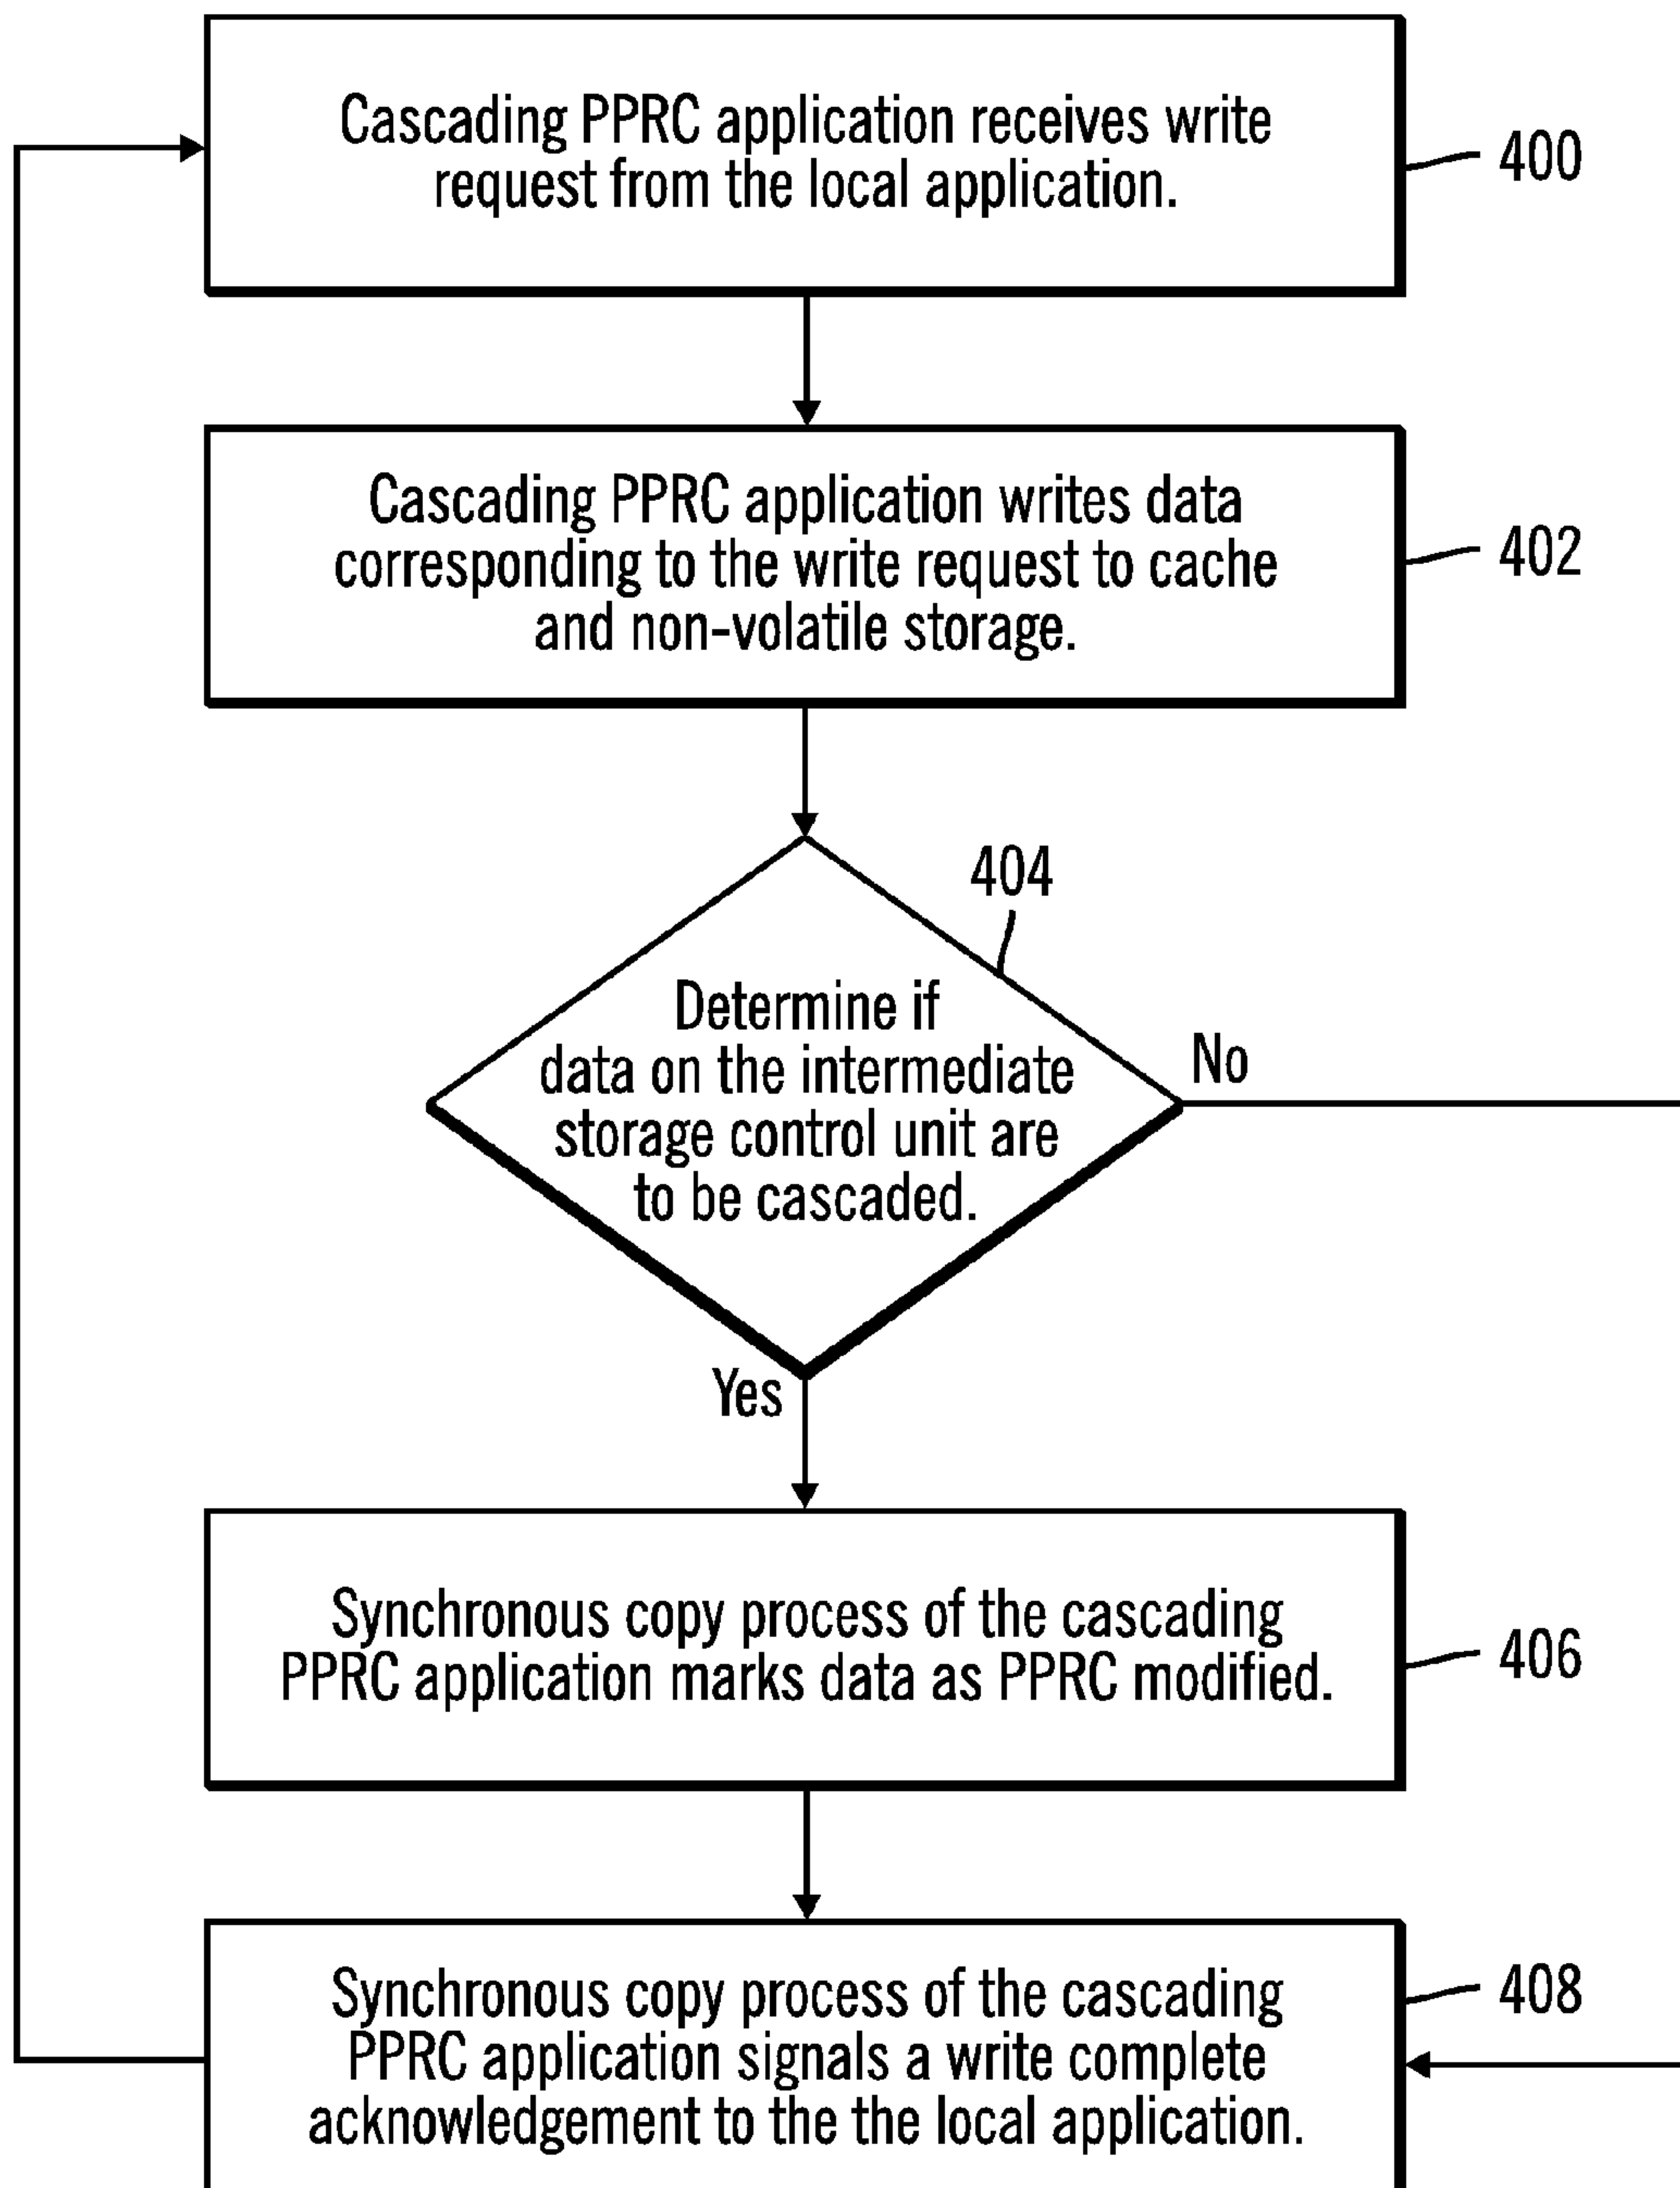 Cascading PPRC application receives write
request from the local application.
400
Cascading PPRC application writes data
corresponding to the write request to cache
and non-volatile storage.
402
404
Determine if
data on the intermediate
storage control unit are
to be cascaded.
No
Yes
Synchronous copy process of the cascading
PPRC application marks data as PPRC modified.
406
Synchronous copy process of the cascading
PPRC application signals a write complete
acknowledgement to the the local application.
408